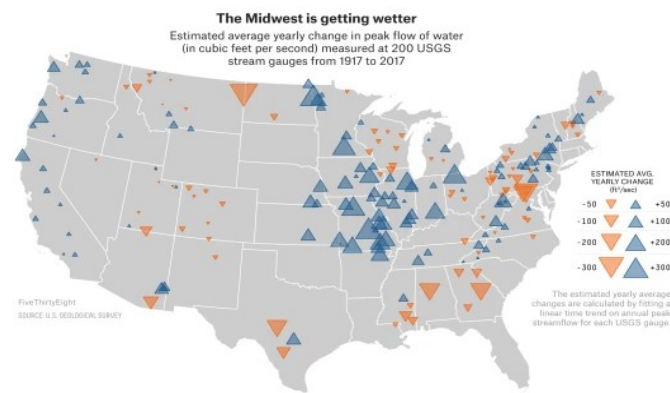 The Midwest is getting wetter
Estimated average yearly change in peak flow of water
(in cubic feet per second) measured at 200 USGS
stream gauges from 1917 to 2017
ESTIMATED AVG.
YEARLY CHANGE
(ft³/sec)
-50 +50
-100 +100
-200 +200
-300 +300
The estimated yearly average
changes are calculated by fitting a
linear time trend on annual peak
streamflow for each USGS gauge
FiveThirtyEight
SOURCE: U.S. GEOLOGICAL SURVEY